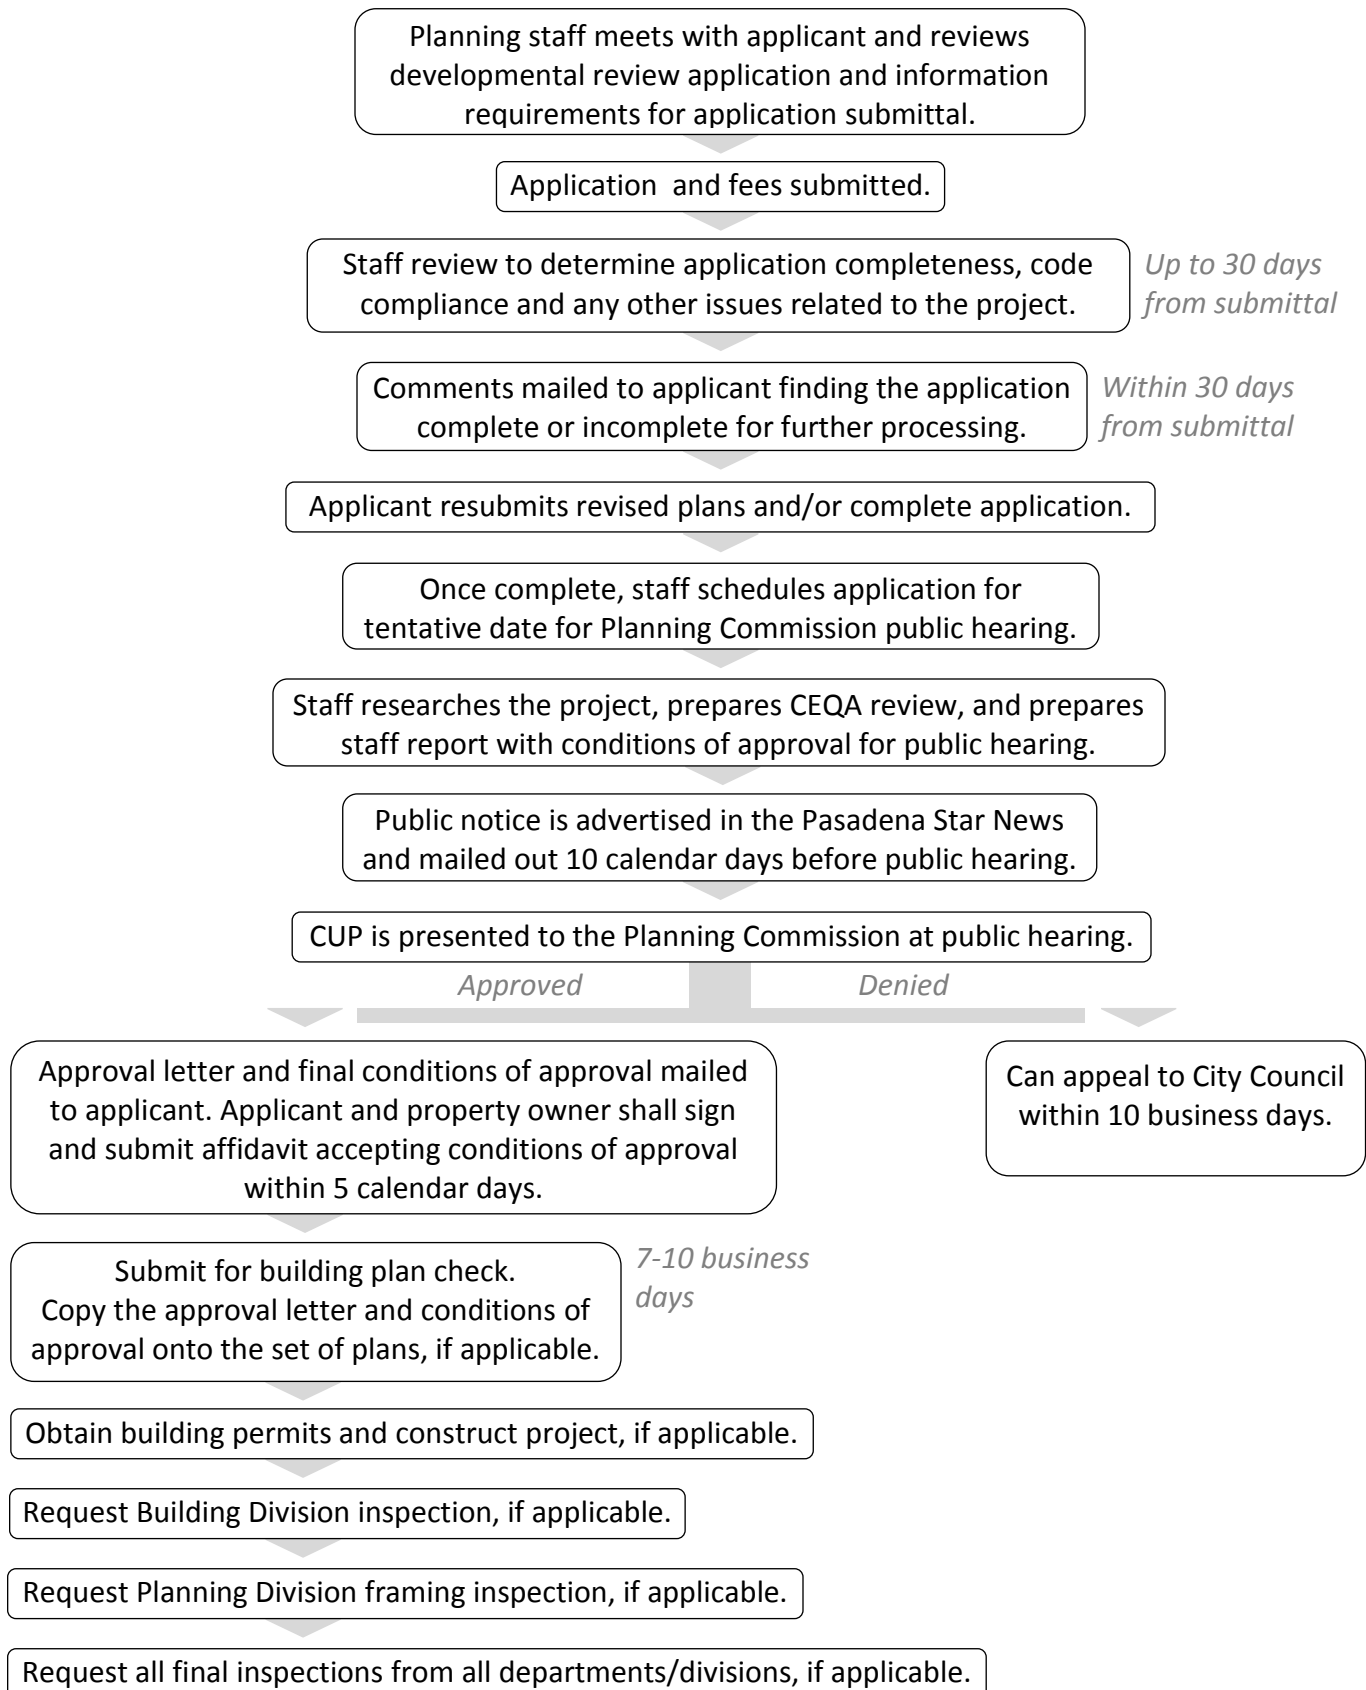 Planning staff meets with applicant and reviews
developmental review application and information
requirements for application submittal.
Application  and fees submitted.
Staff review to determine application completeness, code
compliance and any other issues related to the project.
Up to 30 days
from submittal
Comments mailed to applicant finding the application
complete or incomplete for further processing.
Within 30 days
from submittal
Applicant resubmits revised plans and/or complete application.
Once complete, staff schedules application for
tentative date for Planning Commission public hearing.
Staff researches the project, prepares CEQA review, and prepares
staff report with conditions of approval for public hearing.
Public notice is advertised in the Pasadena Star News
and mailed out 10 calendar days before public hearing.
CUP is presented to the Planning Commission at public hearing.
Approved
Denied
Approval letter and final conditions of approval mailed
to applicant. Applicant and property owner shall sign
and submit affidavit accepting conditions of approval
within 5 calendar days.
Can appeal to City Council
within 10 business days.
Submit for building plan check.
Copy the approval letter and conditions of
approval onto the set of plans, if applicable.
7-10 business
days
Obtain building permits and construct project, if applicable.
Request Building Division inspection, if applicable.
Request Planning Division framing inspection, if applicable.
Request all final inspections from all departments/divisions, if applicable.